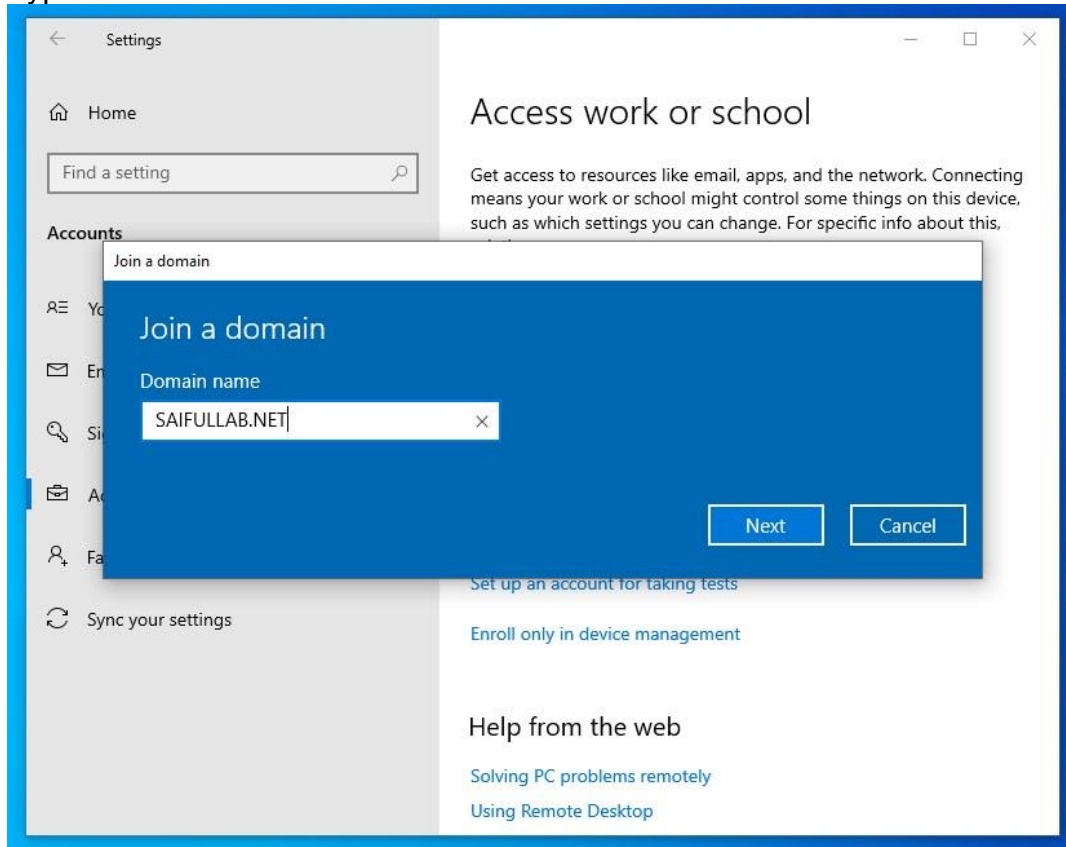 Settings
Home
Find a setting
Accounts
Access work or school
Get access to resources like email, apps, and the network. Connecting
means your work or school might control some things on this device,
such as which settings you can change. For specific info about this,
Join a domain
Join a domain
Domain name
SAIFULLAB.NET
Next
Cancel
Sync your settings
Set up an account for taking tests
Enroll only in device management
Help from the web
Solving PC problems remotely
Using Remote Desktop